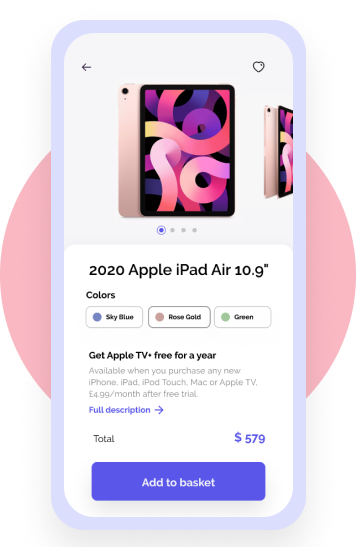 2020 Apple iPad Air 10.9"
Colors
Sky Blue Rose Gold Green
Get Apple TV+ free for a year
Available when you purchase any new
iPhone, iPad, iPod Touch, Mac or Apple TV,
£4.99/month after free trial.
Full description
Total $ 579
Add to basket